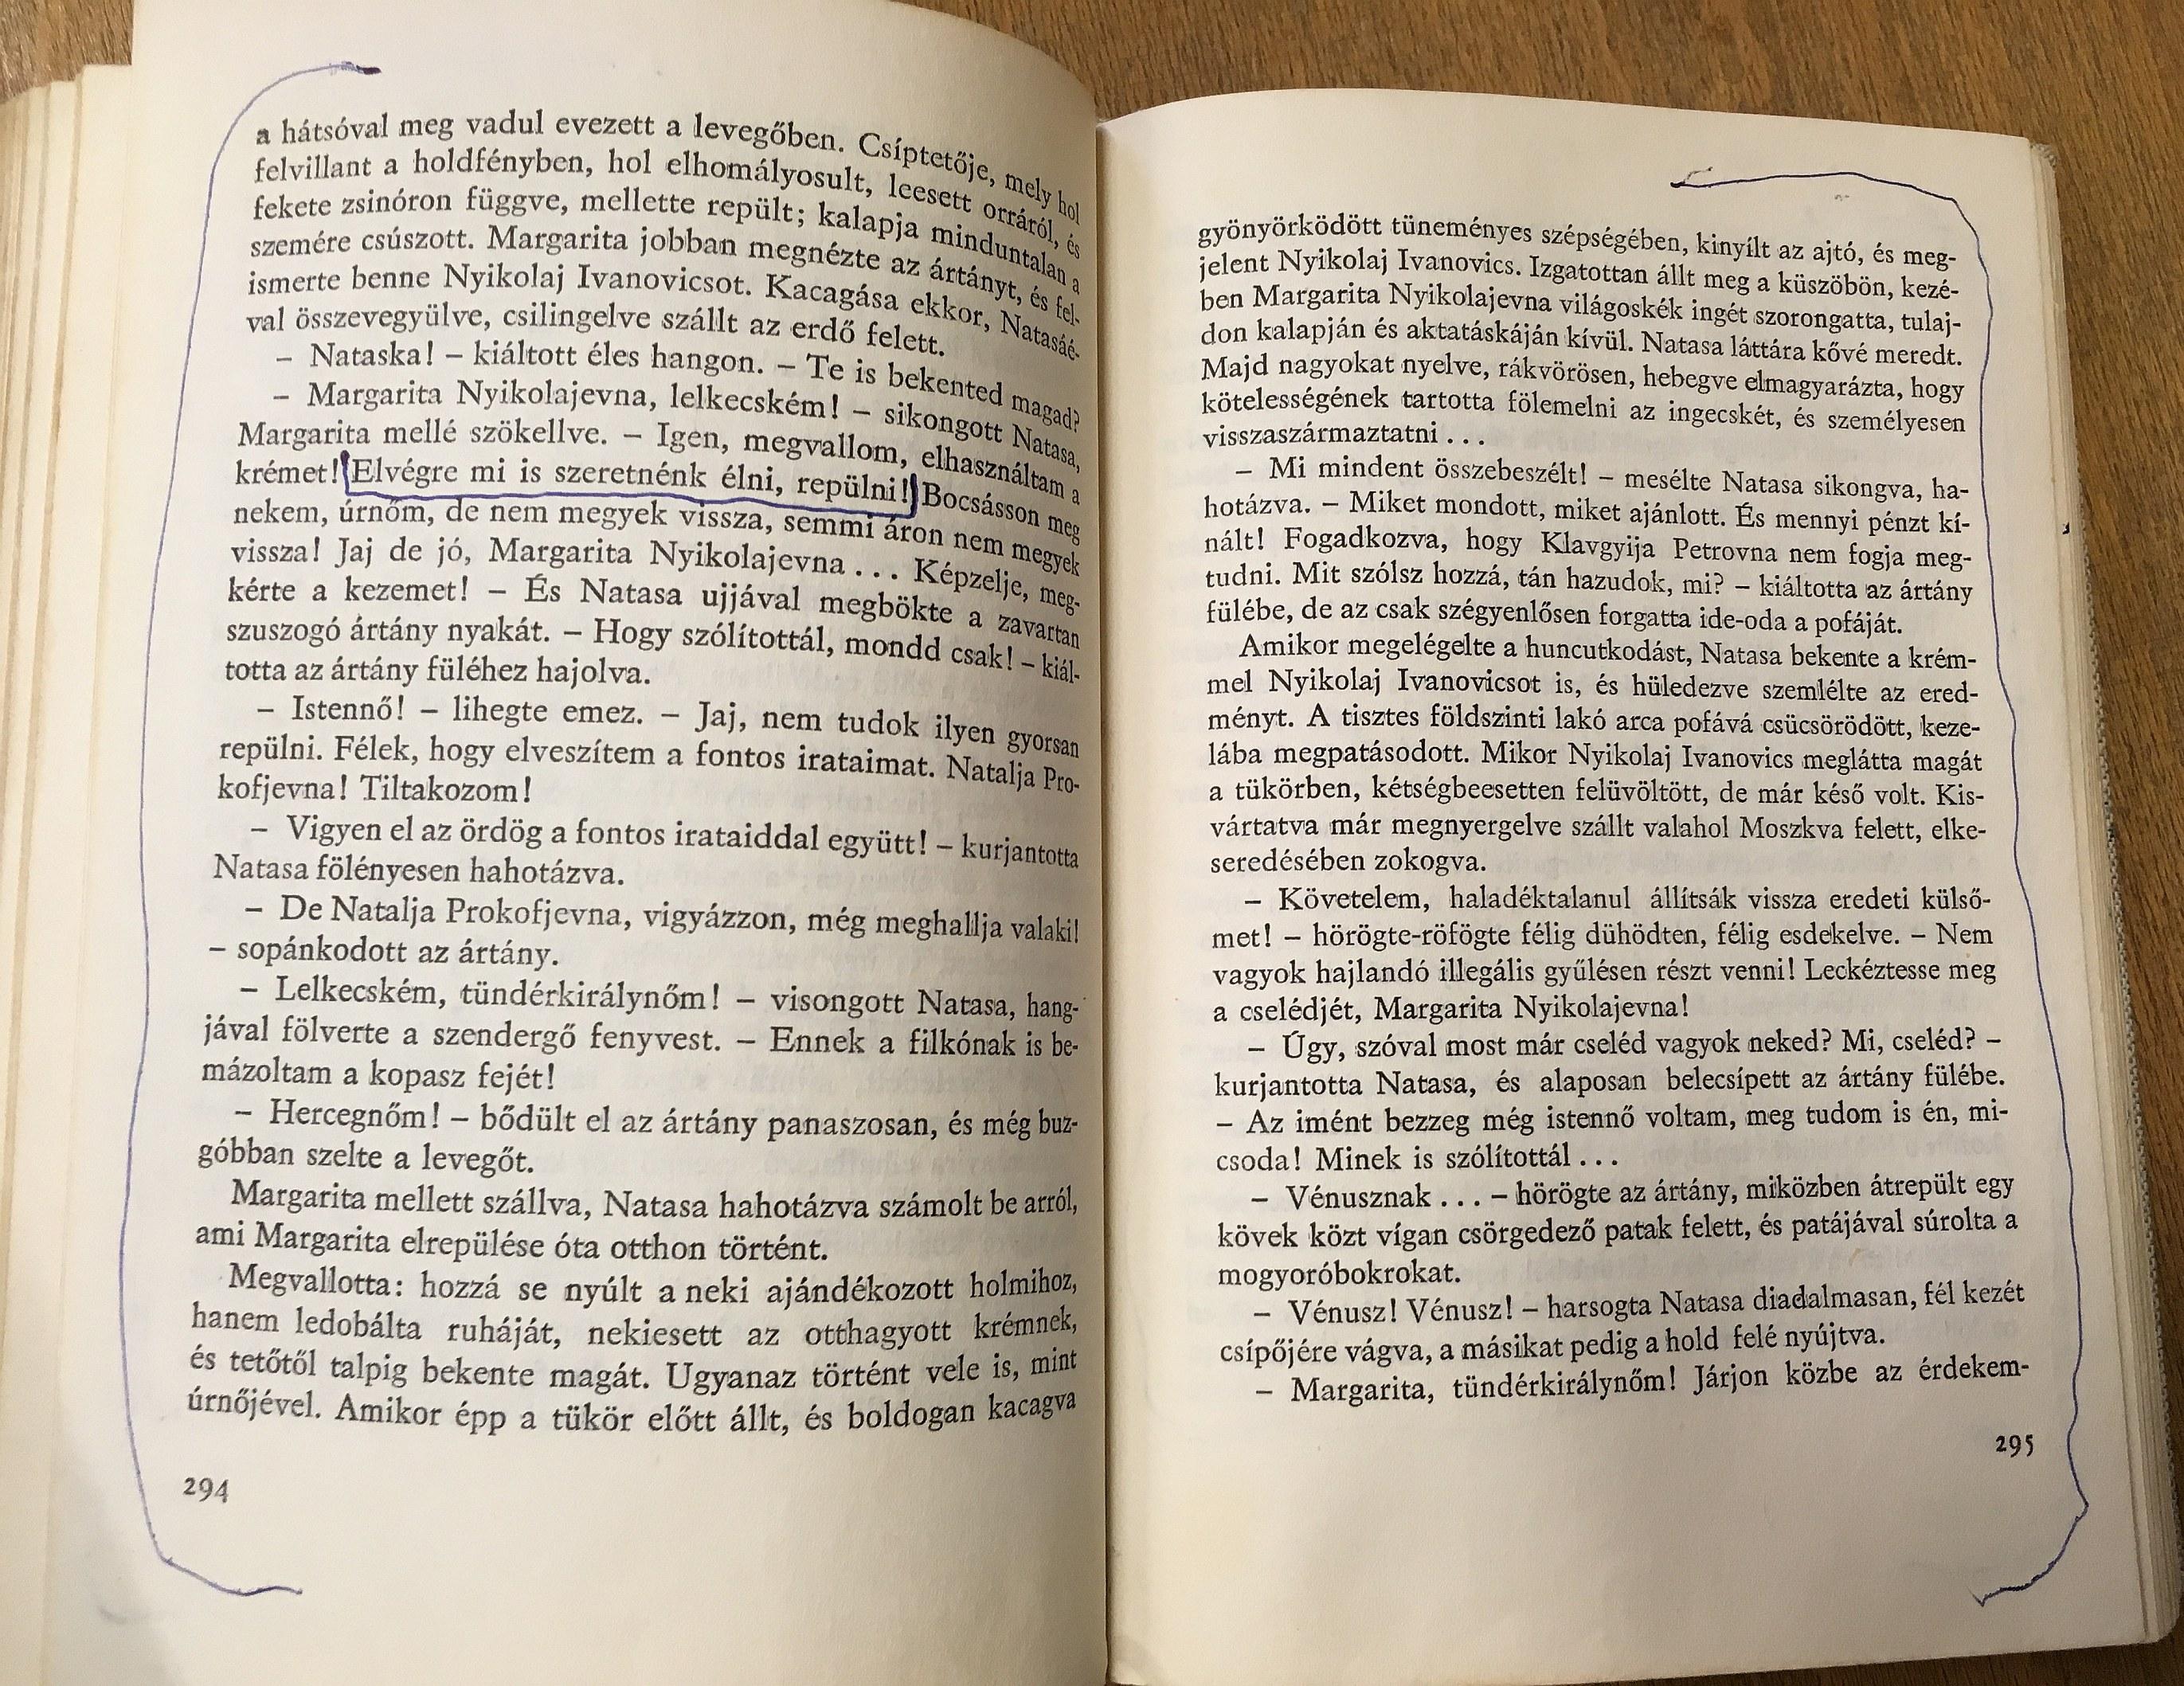 a hátsóval meg vadul evezett a levegőben. Csíptetője, mely hol
felvillant a holdfényben, hol elhomályosult, leesett orráról, és
fekete zsinóron függve, mellette repült; kalapja minduntalan a
szemére csúszott. Margarita jobban megnézte az ártányt, és fel-
ismerte benne Nyikolaj Ivanovicsot. Kacagása ekkor, Natasáé-
val összevegyülve, csilingelve szállt az erdő felett.
– Nataska! – kiáltott éles hangon. – Te is bekented magad?
– Margarita Nyikolajevna, lelkecském! – sikongott Natasa,
Margarita mellé szökellve. – Igen, megvallom, elhasználtam a
krémet! Elvégre mi is szeretnénk élni, repülni! Bocsásson meg
nekem, úrnőm, de nem megyek vissza, semmi áron nem megyek
vissza! Jaj de jó, Margarita Nyikolajevna . . . Képzelje, meg-
kérte a kezemet! – És Natasa ujjával megbökte a zavartan
szuszogó ártány nyakát. – Hogy szólítottál, mondd csak! – kiál-
totta az ártány füléhez hajolva.
– Istennő! – lihegte emez. – Jaj, nem tudok ilyen gyorsan
repülni. Félek, hogy elveszítem a fontos irataimat. Natalja Pro-
kofjevna! Tiltakozom!
– Vigyen el az ördög a fontos irataiddal együtt! – kurjantotta
Natasa fölényesen hahotázva.
– De Natalja Prokofjevna, vigyázzon, még meghallja valaki!
– sopánkodott az ártány.
– Lelkecském, tündérkirálynőm! – visongott Natasa, hang-
jával fölverte a szendergő fenyvest. – Ennek a filkónak is be-
mázoltam a kopasz fejét!
– Hercegnőm! – bődült el az ártány panaszosan, és még buz-
góbban szelte a levegőt.
Margarita mellett szállva, Natasa hahotázva számolt be arról,
ami Margarita elrepülése óta otthon történt.
Megvallotta: hozzá se nyúlt a neki ajándékozott holmihoz,
hanem ledobálta ruháját, nekiesett az otthagyott krémnek,
és tetőtől talpig bekente magát. Ugyanaz történt vele is, mint
úrnőjével. Amikor épp a tükör előtt állt, és boldogan kacagva
294
gyönyörködött tüneményes szépségében, kinyílt az ajtó, és meg-
jelent Nyikolaj Ivanovics. Izgatottan állt meg a küszöbön, kezé-
ben Margarita Nyikolajevna világoskék ingét szorongatta, tulaj-
don kalapján és aktatáskáján kívül. Natasa láttára kővé meredt.
Majd nagyokat nyelve, rákvörösen, hebegve elmagyarázta, hogy
kötelességének tartotta fölemelni az ingecskét, és személyesen
visszaszármaztatni . . .
– Mi mindent összebeszélt! – mesélte Natasa sikongva, ha-
hotázva. – Miket mondott, miket ajánlott. És mennyi pénzt kí-
nált! Fogadkozva, hogy Klavgyija Petrovna nem fogja meg-
tudni. Mit szólsz hozzá, tán hazudok, mi? – kiáltotta az ártány
fülébe, de az csak szégyenlősen forgatta ide-oda a pofáját.
Amikor megelégelte a huncutkodást, Natasa bekente a krém-
mel Nyikolaj Ivanovicsot is, és hüledezve szemlélte az ered-
ményt. A tisztes földszinti lakó arca pofává csücsörödött, keze-
lába megpatásodott. Mikor Nyikolaj Ivanovics meglátta magát
a tükörben, kétségbeesetten felüvöltött, de már késő volt. Kis-
vártatva már megnyergelve szállt valahol Moszkva felett, elke-
seredésében zokogva.
– Követelem, haladéktalanul állítsák vissza eredeti külső-
met! – hörögte-röfögte félig dühödten, félig esdekelve. – Nem
vagyok hajlandó illegális gyűlésen részt venni! Leckéztesse meg
a cselédjét, Margarita Nyikolajevna!
– Úgy, szóval most már cseléd vagyok neked? Mi, cseléd? –
kurjantotta Natasa, és alaposan belecsípett az ártány fülébe.
– Az imént bezzeg még istennő voltam, meg tudom is én, mi-
csoda! Minek is szólítottál . . .
– Vénusznak . . . – hörögte az ártány, miközben átrepült egy
kövek közt vígan csörgedező patak felett, és patájával súrolta a
mogyoróbokrokat.
– Vénusz! Vénusz! – harsogta Natasa diadalmasan, fél kezét
csípőjére vágva, a másikat pedig a hold felé nyújtva.
– Margarita, tündérkirálynőm! Járjon közbe az érdekem-
295